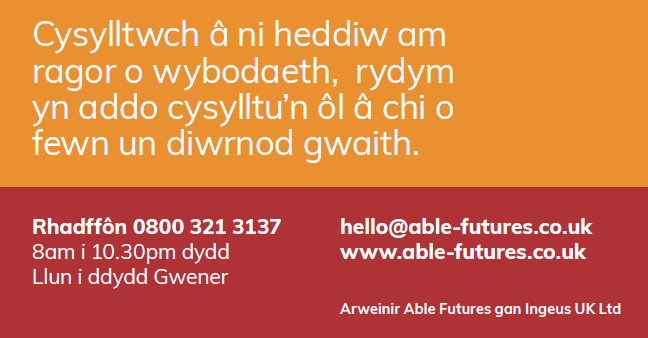 Cysylltwch â ni heddiw am
ragor o wybodaeth, rydym
yn addo cysylltu’n ôl â chi o
fewn un diwrnod gwaith.
Rhadffôn 0800 321 3137
8am i 10.30pm dydd
Llun i ddydd Gwener
hello@able-futures.co.uk
www.able-futures.co.uk
Arweinir Able Futures gan Ingeus UK Ltd